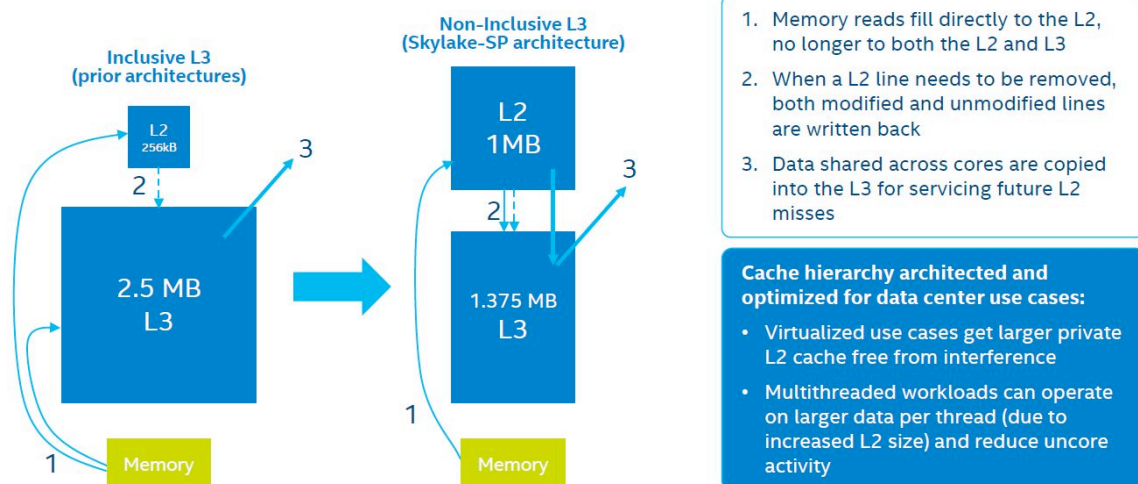 Inclusive L3
(prior architectures)
L2
256kB
2
3
2.5 MB
L3
1
Memory
Non-Inclusive L3
(Skylake-SP architecture)
L2
1MB
2
3
1.375 MB
L3
1
Memory
1. Memory reads fill directly to the L2,
no longer to both the L2 and L3
2. When a L2 line needs to be removed,
both modified and unmodified lines
are written back
3. Data shared across cores are copied
into the L3 for servicing future L2
misses
Cache hierarchy architected and
optimized for data center use cases:
• Virtualized use cases get larger private
L2 cache free from interference
• Multithreaded workloads can operate
on larger data per thread (due to
increased L2 size) and reduce uncore
activity